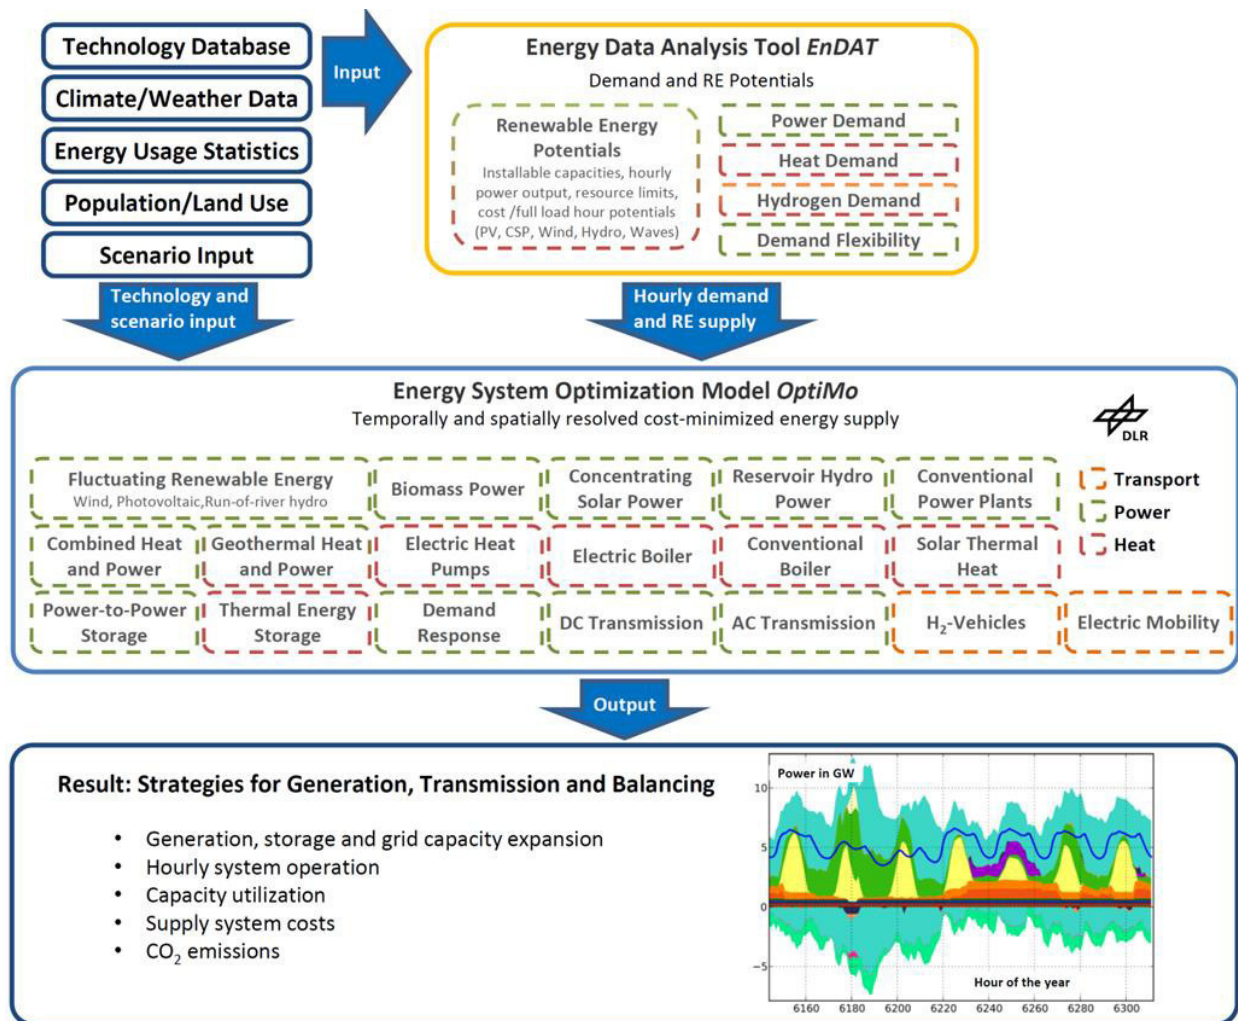 Technology Database
Climate/Weather Data
Energy Usage Statistics
Population/Land Use
Scenario Input
Input
Energy Data Analysis Tool EnDAT
Demand and RE Potentials
Renewable Energy
Potentials
Installable capacities, hourly
power output, resource limits,
cost /full load hour potentials
(PV, CSP, Wind, Hydro, Waves)
Power Demand
Heat Demand
Hydrogen Demand
Demand Flexibility
Technology and
scenario input
Hourly demand
and RE supply
Energy System Optimization Model OptiMo
Temporally and spatially resolved cost-minimized energy supply
DLR
Fluctuating Renewable Energy
Wind, Photovoltaic,Run-of-river hydro
Biomass Power
Concentrating
Solar Power
Reservoir Hydro
Power
Conventional
Power Plants
Transport
Power
Heat
Combined Heat
and Power
Geothermal Heat
and Power
Electric Heat
Pumps
Electric Boiler
Conventional
Boiler
Solar Thermal
Heat
Power-to-Power
Storage
Thermal Energy
Storage
Demand
Response
DC Transmission
AC Transmission
H₂-Vehicles
Electric Mobility
Output
Result: Strategies for Generation, Transmission and Balancing
• Generation, storage and grid capacity expansion
• Hourly system operation
• Capacity utilization
• Supply system costs
• CO₂ emissions
Power in GW
10
5
0
−5
Hour of the year
6160 6180 6200 6220 6240 6260 6280 6300